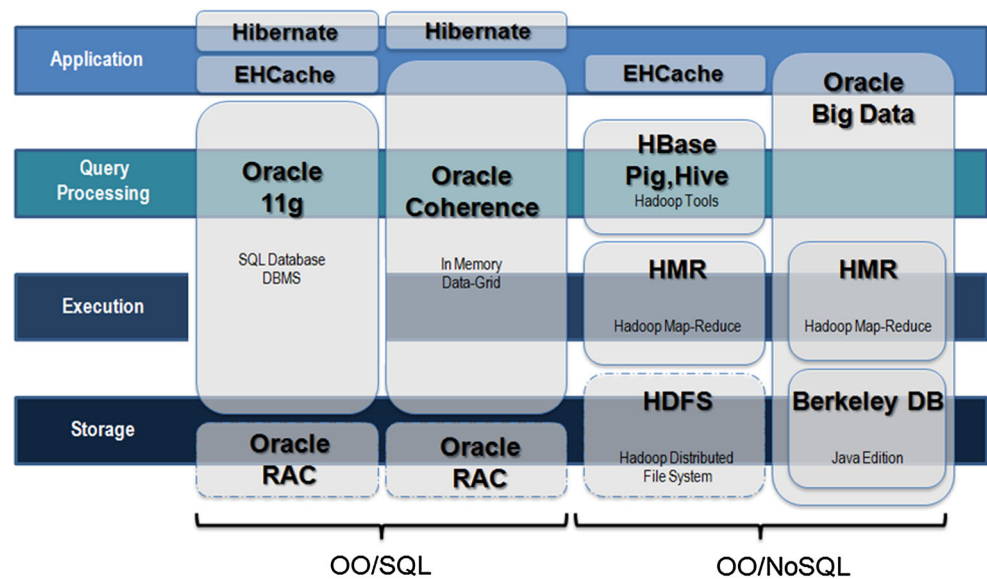 Application
Hibernate
EHCache
Hibernate
EHCache
Oracle
Big Data
Query
Processing
Oracle
11g
SQL Database
DBMS
Oracle
Coherence
In Memory
Data-Grid
HBase
Pig,Hive
Hadoop Tools
Execution
HMR
Hadoop Map-Reduce
HMR
Hadoop Map-Reduce
Storage
Oracle
RAC
Oracle
RAC
HDFS
Hadoop Distributed
File System
Berkeley DB
Java Edition
OO/SQL
OO/NoSQL